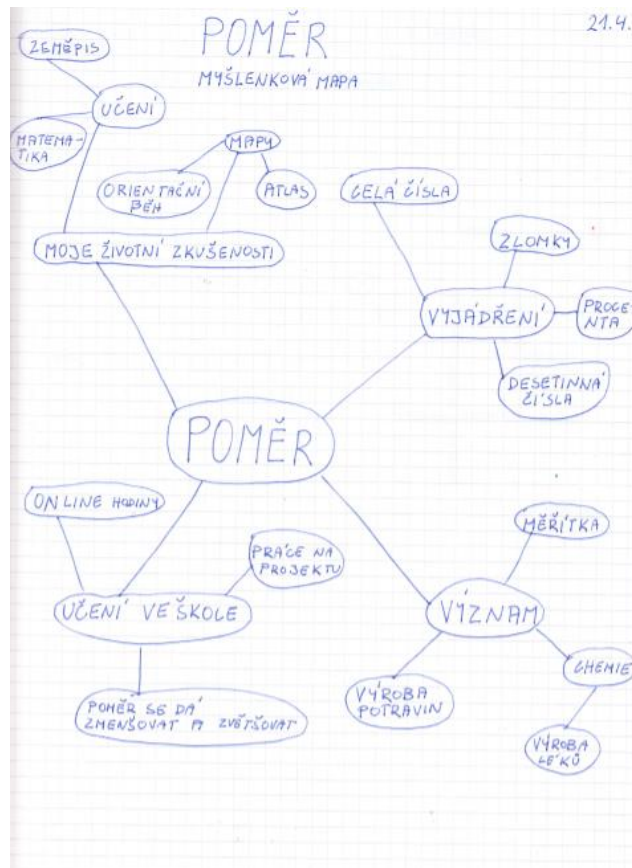 POMĚR
21.4.
MYŠLENKOVÁ MAPA
ZEMĚPIS
UČENÍ
MATEMA-
TIKA
MAPY
ORIENTAČNÍ
BĚH
ATLAS
MOJE ŽIVOTNÍ ZKUŠENOSTI
CELÁ ČÍSLA
ZLOMKY
VYJÁDŘENÍ
PROCE-
NTA
DESETINNÁ
ČÍSLA
POMĚR
ONLINE HODINY
PRÁCE NA
PROJEKTU
UČENÍ VE ŠKOLE
POMĚR SE DÁ
ZMENŠOVAT A ZVĚTŠOVAT
MĚŘÍTKA
VÝZNAM
CHEMIE
VÝROBA
POTRAVIN
VÝROBA
LÉKŮ